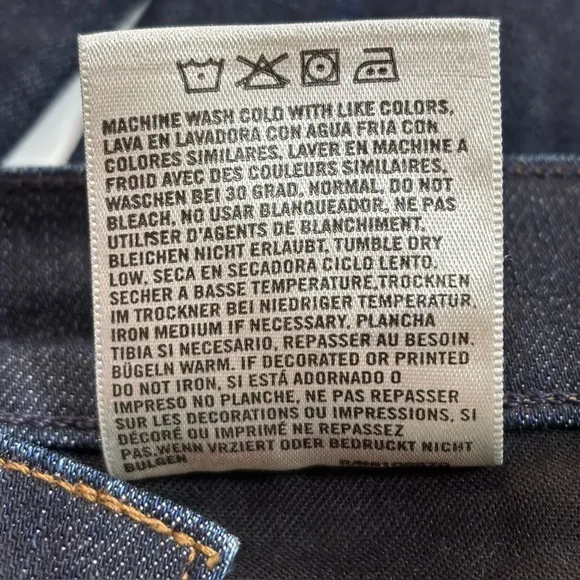 MACHINE WASH COLD WITH LIKE COLORS,
LAVA EN LAVADORA CON AGUA FRIA CON
COLORES SIMILARES, LAVER EN MACHINE A
FROID AVEC DES COULEURS SIMILAIRES,
WASCHEN BEI 30 GRAD, NORMAL, DO NOT
BLEACH, NO USAR BLANQUEADOR, NE PAS
UTILISER D'AGENTS DE BLANCHIMENT,
BLEICHEN NICHT ERLAUBT, TUMBLE DRY
LOW, SECA EN SECADORA CICLO LENTO,
SECHER A BASSE TEMPERATURE,TROCKNEN
IM TROCKNER BEI NIEDRIGER TEMPERATUR,
IRON MEDIUM IF NECESSARY, PLANCHA
TIBIA SI NECESARIO, REPASSER AU BESOIN.
BÜGELN WARM. IF DECORATED OR PRINTED
DO NOT IRON, SI ESTÁ ADORNADO O
IMPRESO NO PLANCHE, NE PAS REPASSER
SUR LES DECORATIONS OU IMPRESSIONS, SI
DÉCORÉ OU IMPRIMÉ NE REPASSEZ
PAS,WENN VRZIERT ODER BEDRUCKT NICHT
BULGEN